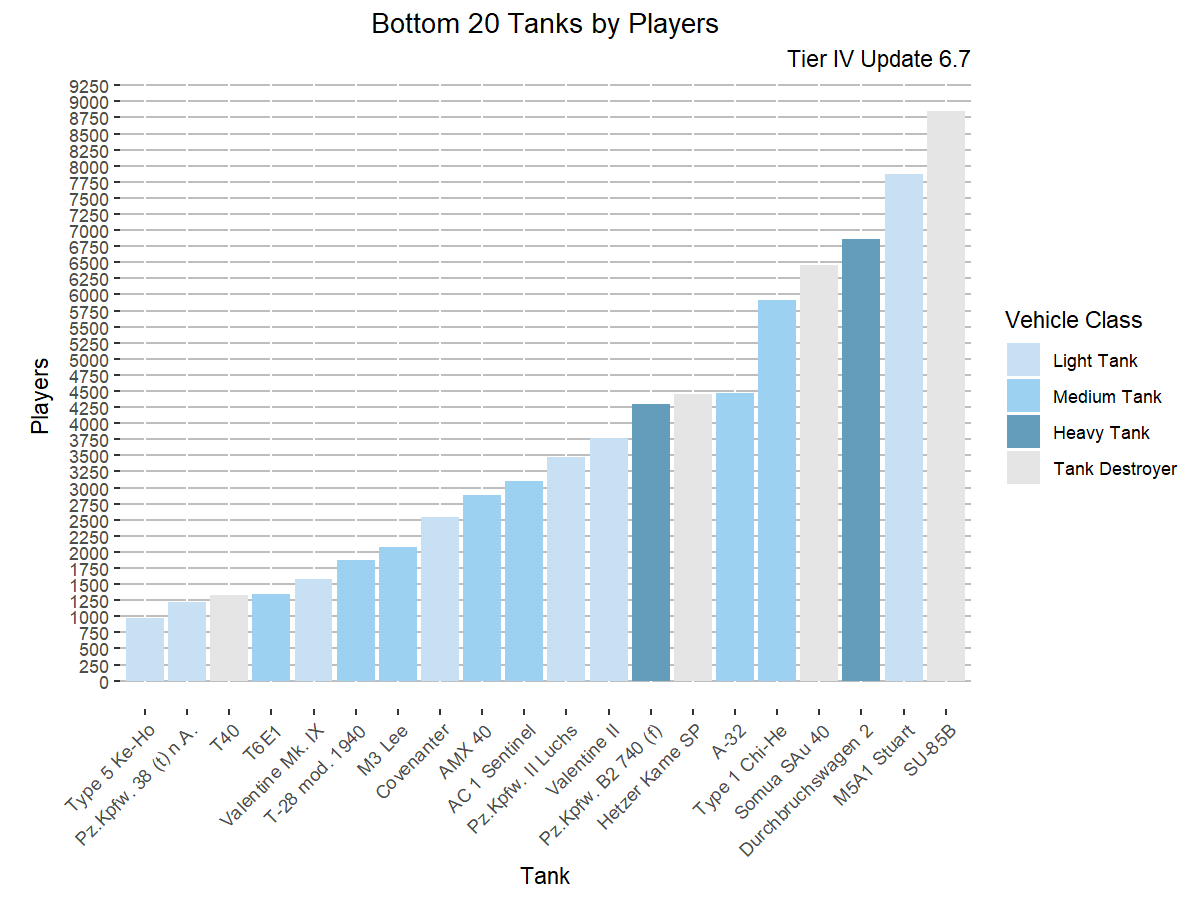 Bottom 20 Tanks by Players
Tier IV Update 6.7
Players
9250
9000
8750
8500
8250
8000
7750
7500
7250
7000
6750
6500
6250
6000
5750
5500
5250
5000
4750
4500
4250
4000
3750
3500
3250
3000
2750
2500
2250
2000
1750
1500
1250
1000
750
500
250
0
Type 5 Ke-Ho
Pz.Kpfw. 38 (t) n.A.
T40
T6E1
Valentine Mk. IX
T-28 mod. 1940
M3 Lee
Covenanter
AMX 40
AC 1 Sentinel
Pz.Kpfw. II Luchs
Valentine II
Pz.Kpfw. B2 740 (f)
Hetzer Kame SP
A-32
Type 1 Chi-He
Somua SAu 40
Durchbruchswagen 2
M5A1 Stuart
SU-85B
Tank
Vehicle Class
Light Tank
Medium Tank
Heavy Tank
Tank Destroyer